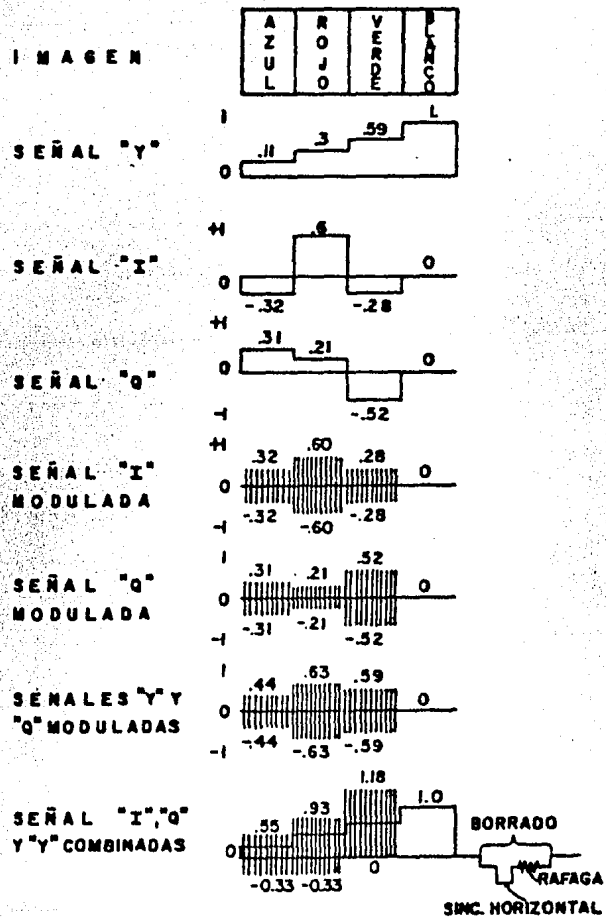 IMAGEN
AZUL ROJO VERDE BLANCO
SEÑAL "Y"
1
.11 .3 .59 1.
0
SEÑAL "I"
+1
.6
0 0
-.32 -.28
SEÑAL "Q"
+1
.31 .21 0
0
-1 -.52
SEÑAL "I"
MODULADA
+1
.32 .60 .28 0
0
-.32 -.60 -.28
-1
SEÑAL "Q"
MODULADA
1
.31 .21 .52 0
0
-.31 -.21 -.52
-1
SEÑALES "Y" Y
"Q" MODULADAS
1
.44 .63 .59 0
0
-.44 -.63 -.59
-1
SEÑAL "I","Q"
Y "Y" COMBINADAS
.55 .93 1.18 1.0
0
-0.33 -0.33 0
BORRADO
RAFAGA
SINC. HORIZONTAL